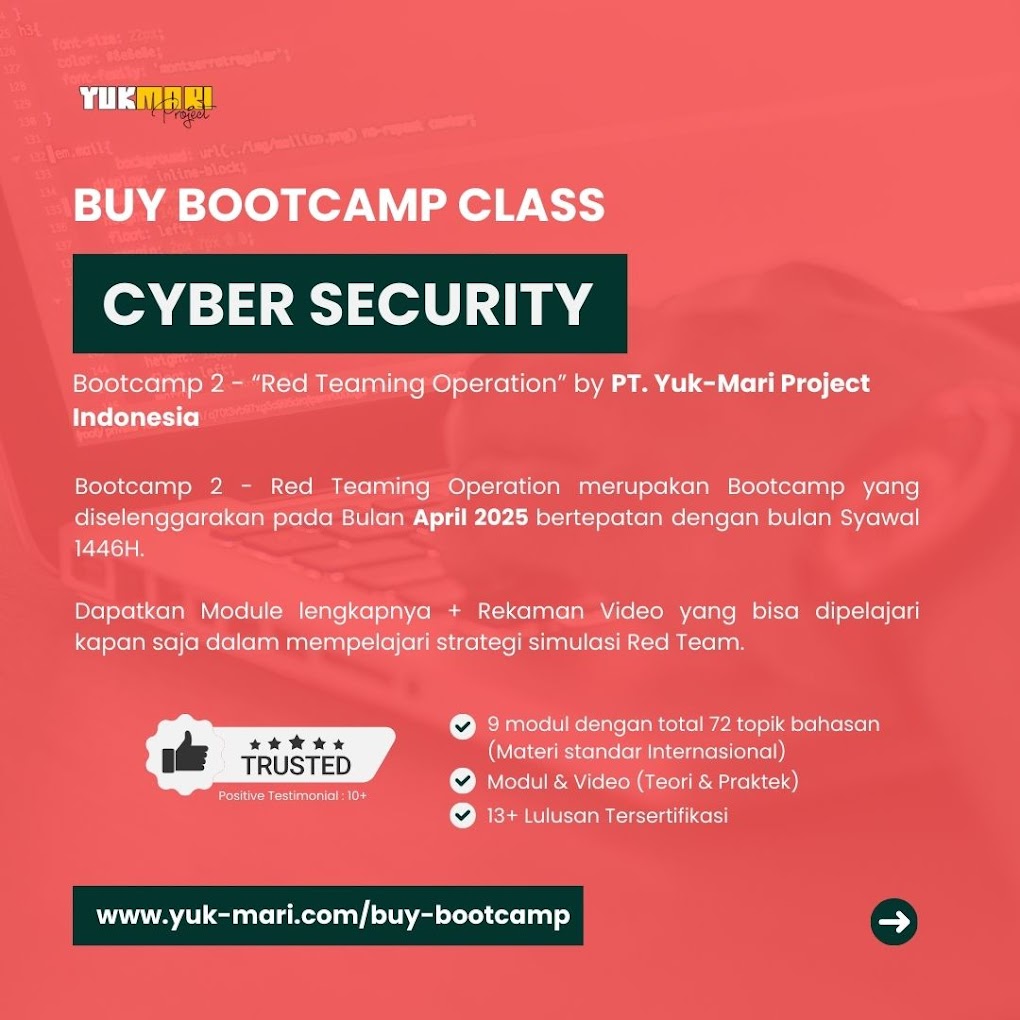 YUKMARI
Project
BUY BOOTCAMP CLASS
CYBER SECURITY
Bootcamp 2 - “Red Teaming Operation” by PT. Yuk-Mari Project
Indonesia
Bootcamp 2 - Red Teaming Operation merupakan Bootcamp yang
diselenggarakan pada Bulan April 2025 bertepatan dengan bulan Syawal
1446H.
Dapatkan Module lengkapnya + Rekaman Video yang bisa dipelajari
kapan saja dalam mempelajari strategi simulasi Red Team.
TRUSTED
Positive Testimonial : 10+
9 modul dengan total 72 topik bahasan
(Materi standar Internasional)
Modul & Video (Teori & Praktek)
13+ Lulusan Tersertifikasi
www.yuk-mari.com/buy-bootcamp